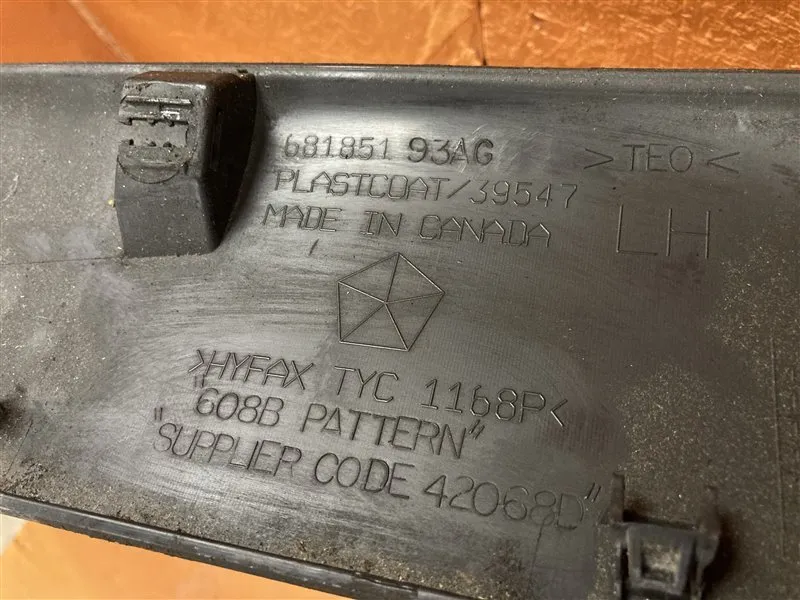 68185193AG
>TEO<
PLASTCOAT/39547
MADE IN CANADA
LH
>HYFAX TYC 1168P<
"608B PATTERN"
"SUPPLIER CODE 42068D"